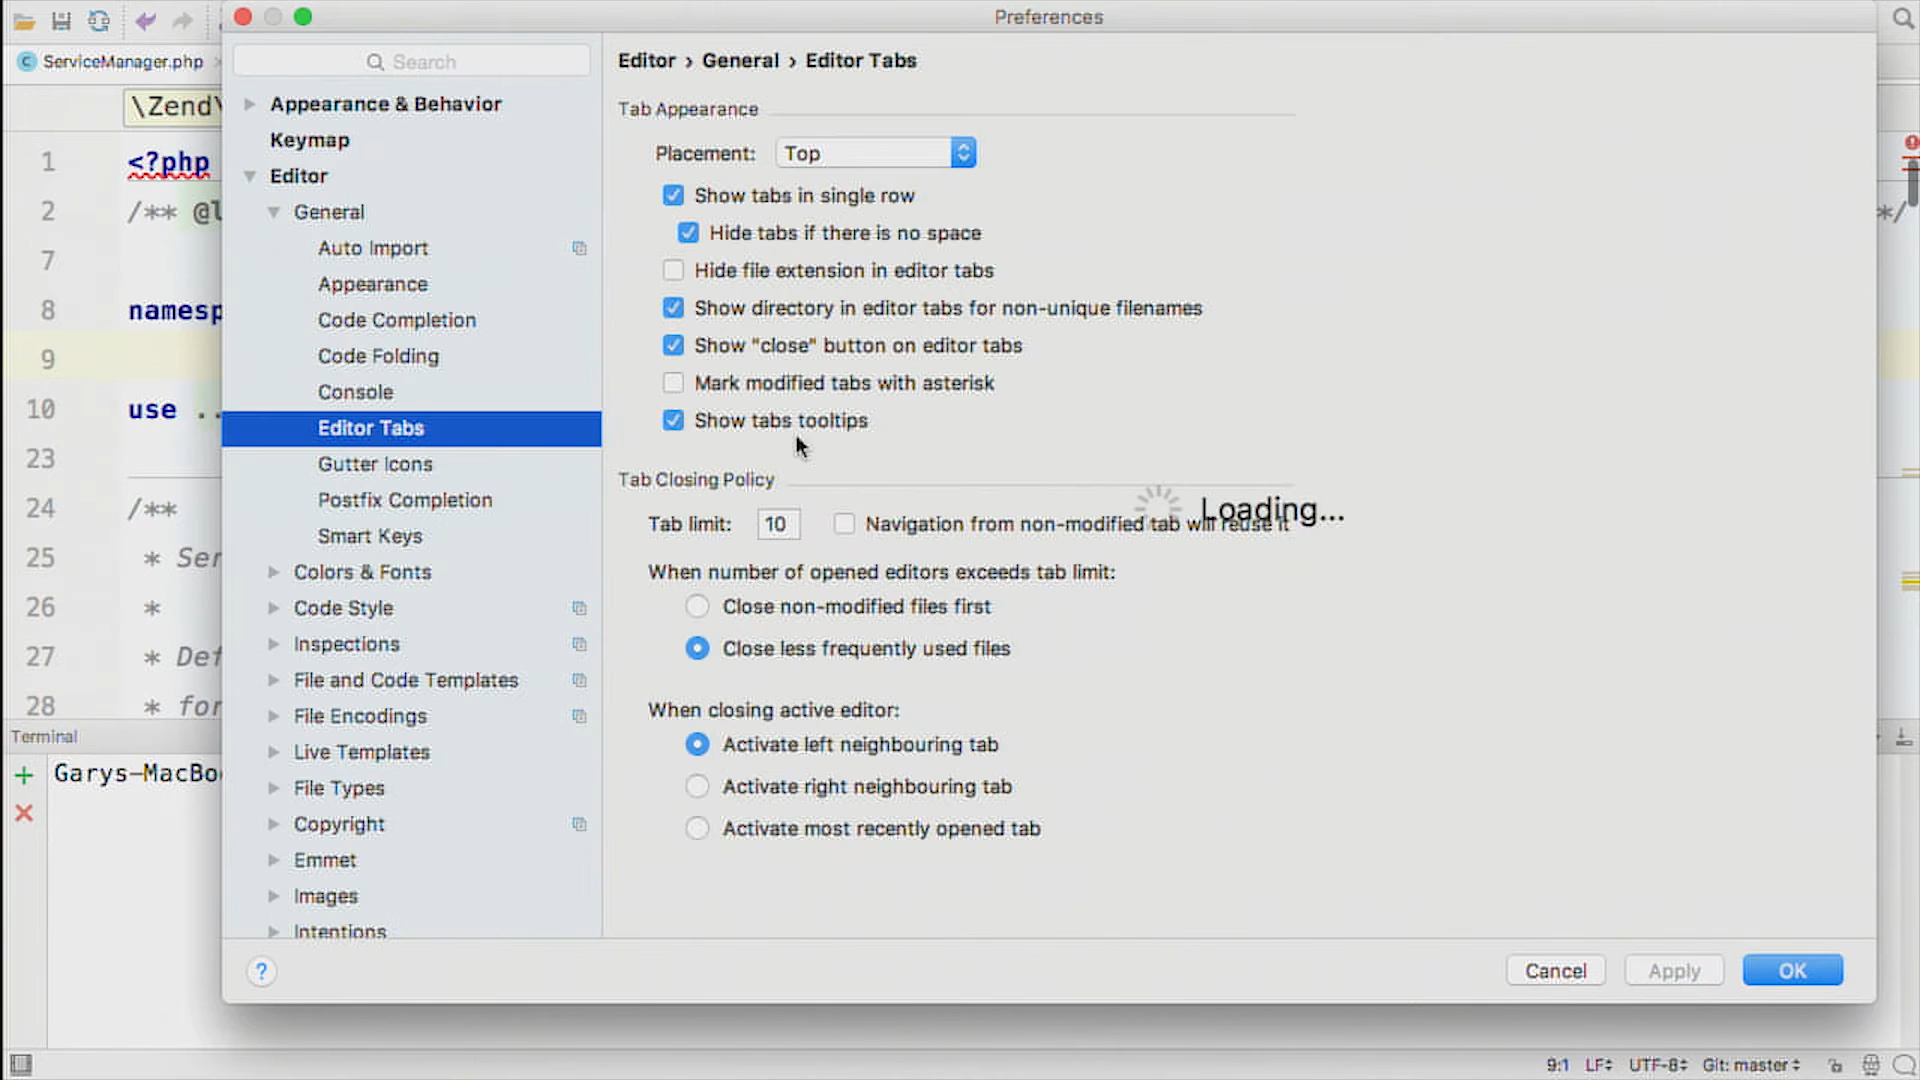 Preferences
ServiceManager.php
Search
\Zend\
Appearance & Behavior
Keymap
Editor
General
Auto Import
Appearance
Code Completion
Code Folding
Console
Editor Tabs
Gutter Icons
Postfix Completion
Smart Keys
Colors & Fonts
Code Style
Inspections
File and Code Templates
File Encodings
Live Templates
File Types
Copyright
Emmet
Images
Intentions
Editor › General › Editor Tabs
Tab Appearance
Placement: Top
Show tabs in single row
Hide tabs if there is no space
Hide file extension in editor tabs
Show directory in editor tabs for non-unique filenames
Show "close" button on editor tabs
Mark modified tabs with asterisk
Show tabs tooltips
Tab Closing Policy
Tab limit: 10 Navigation from non-modified tab will reuse it
Loading...
When number of opened editors exceeds tab limit:
Close non-modified files first
Close less frequently used files
When closing active editor:
Activate left neighbouring tab
Activate right neighbouring tab
Activate most recently opened tab
? Cancel Apply OK
1 <?php
2 /** @l */
7
8 namesp
9
10 use ..
23
24 /**
25 * Ser
26 *
27 * Def
28 * for
Terminal
Garys-MacBo
9:1 LF UTF-8 Git: master